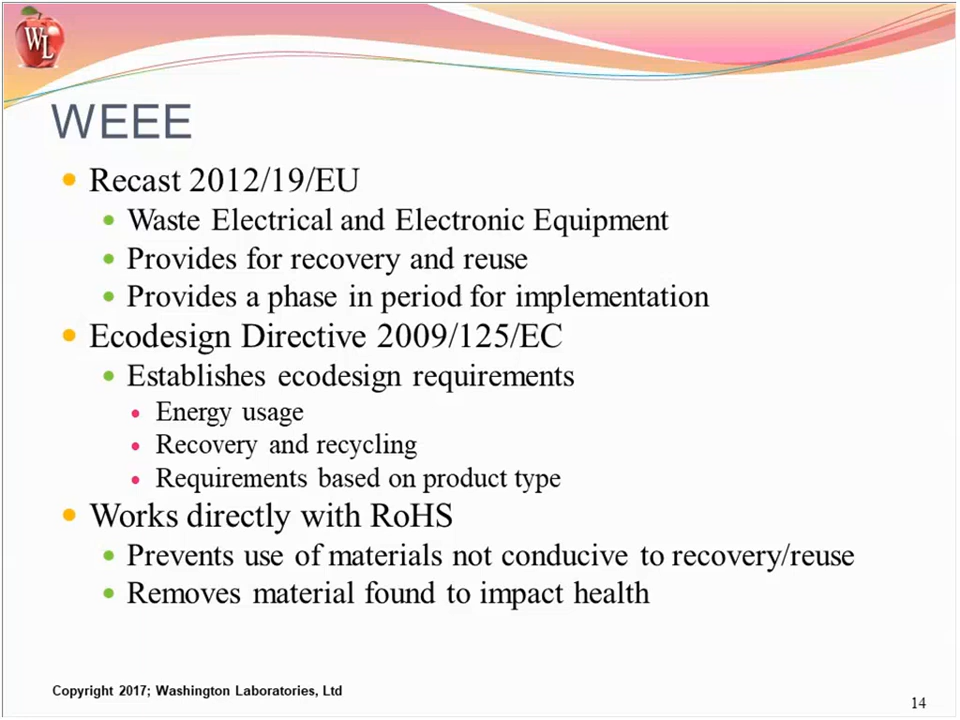 WL
WEEE
Recast 2012/19/EU
Waste Electrical and Electronic Equipment
Provides for recovery and reuse
Provides a phase in period for implementation
Ecodesign Directive 2009/125/EC
Establishes ecodesign requirements
Energy usage
Recovery and recycling
Requirements based on product type
Works directly with RoHS
Prevents use of materials not conducive to recovery/reuse
Removes material found to impact health
Copyright 2017; Washington Laboratories, Ltd
14